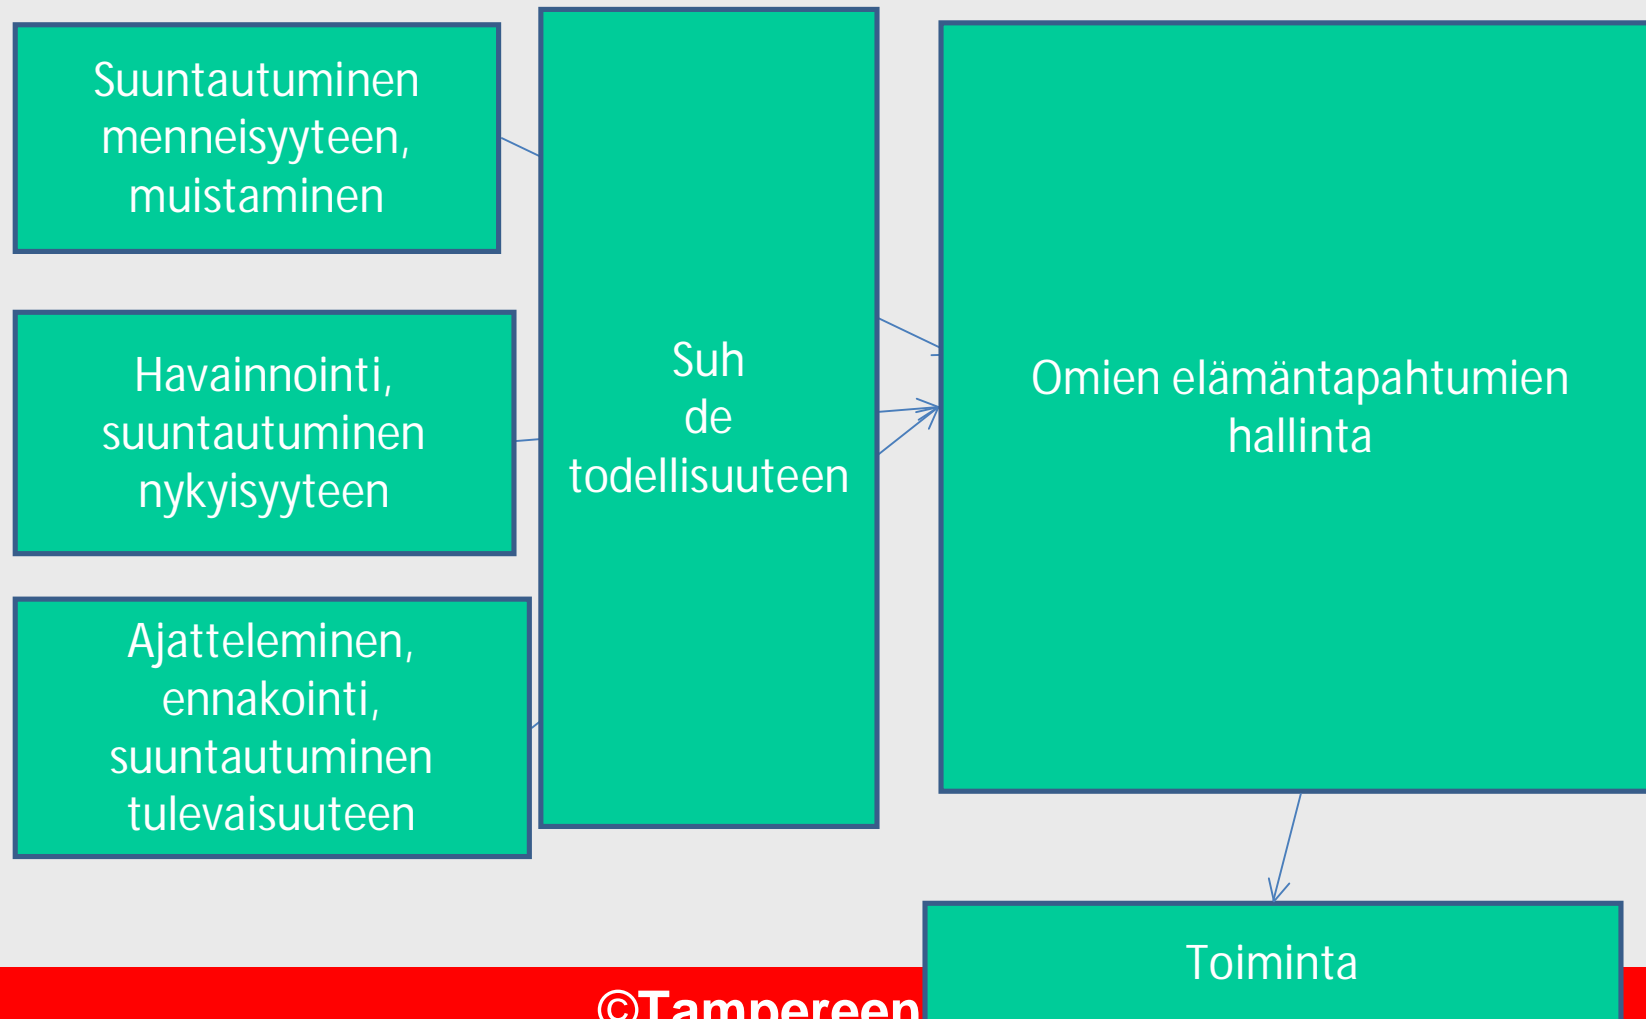 Suuntautuminen
menneisyyteen,
muistaminen
Havainnointi,
suuntautuminen
nykyisyyteen
Ajatteleminen,
ennakointi,
suuntautuminen
tulevaisuuteen
Suh
de
todellisuuteen
Omien elämäntapahtumien
hallinta
Toiminta
©Tampereen